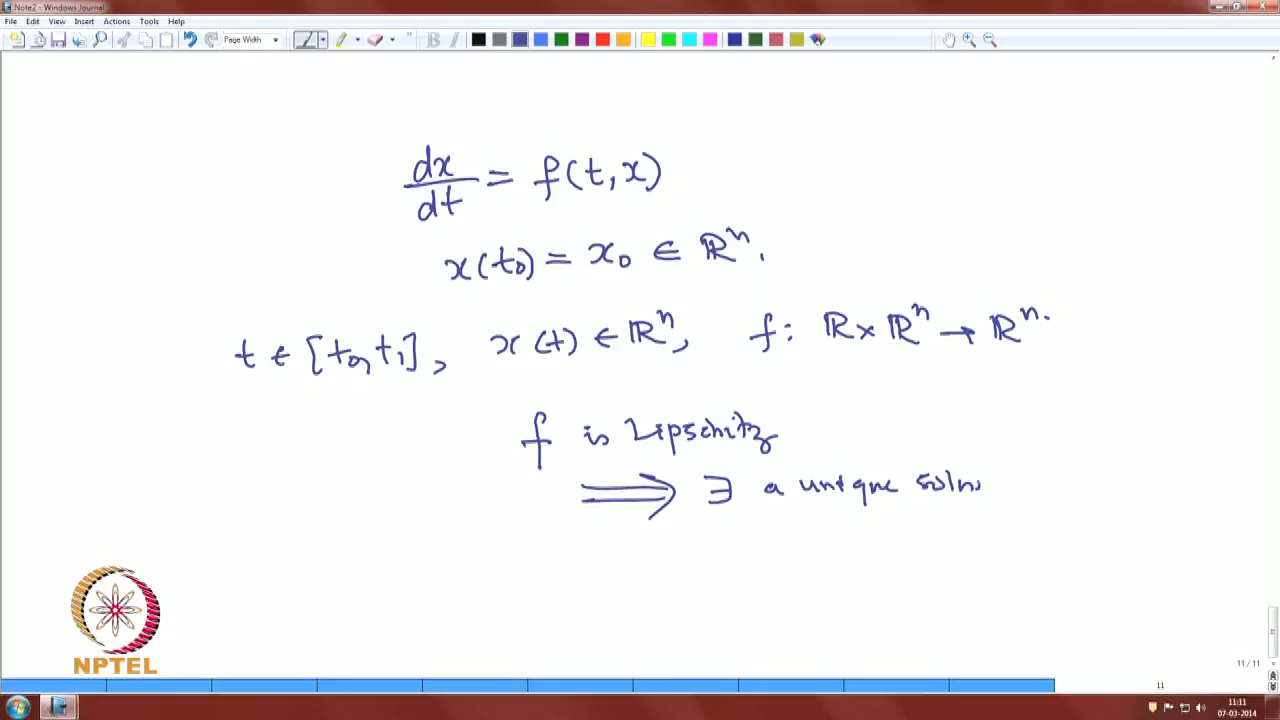 Note2 - Windows Journal
File Edit View Insert Actions Tools Help
Page Width B I
dx/dt = f(t,x)
x(t0) = x0 ∈ ℝⁿ.
t ∈ [t0, t1], x(t) ∈ ℝⁿ, f: ℝ × ℝⁿ → ℝⁿ.
f is Lipschitz
⟹ ∃ a unique soln.
NPTEL
11 / 11
11
11:11
07-03-2014